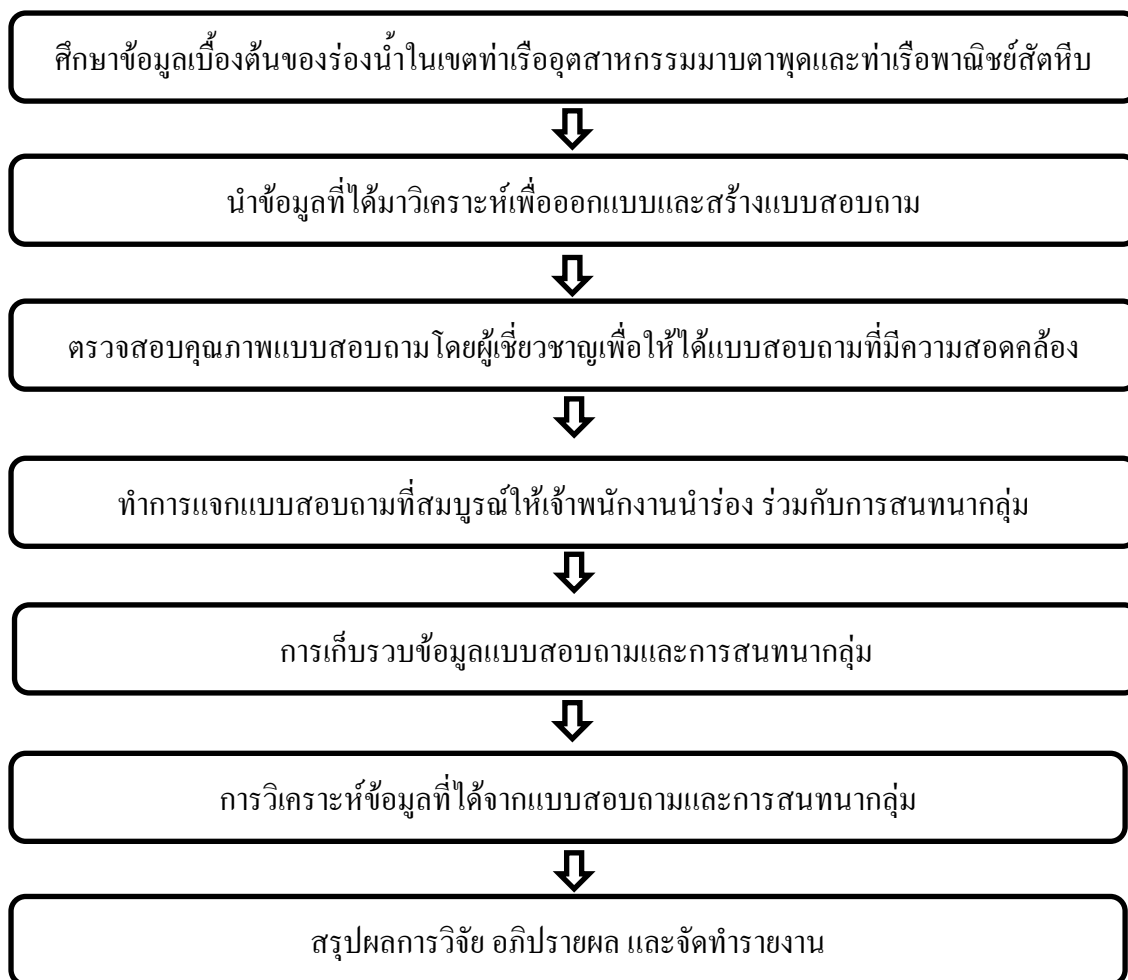 ศึกษาข้อมูลเบื้องต้นของร่องน้ำในเขตท่าเรืออุตสาหกรรมมาบตาพุดและท่าเรือพาณิชย์สัตหีบ
นำข้อมูลที่ได้มาวิเคราะห์เพื่อออกแบบและสร้างแบบสอบถาม
ตรวจสอบคุณภาพแบบสอบถามโดยผู้เชี่ยวชาญเพื่อให้ได้แบบสอบถามที่มีความสอดคล้อง
ทำการแจกแบบสอบถามที่สมบูรณ์ให้เจ้าพนักงานนำร่อง ร่วมกับการสนทนากลุ่ม
การเก็บรวบข้อมูลแบบสอบถามและการสนทนากลุ่ม
การวิเคราะห์ข้อมูลที่ได้จากแบบสอบถามและการสนทนากลุ่ม
สรุปผลการวิจัย อภิปรายผล และจัดทำรายงาน